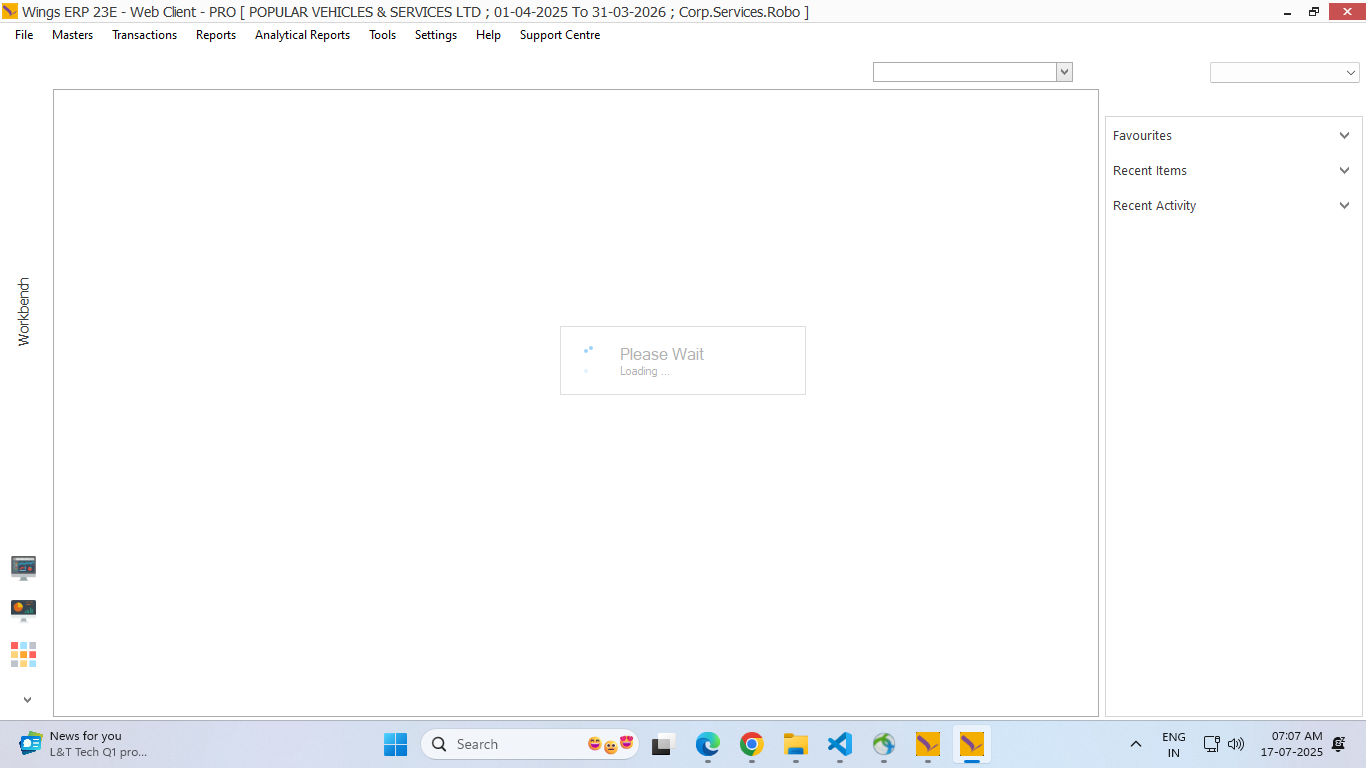 Wings ERP 23E - Web Client - PRO [ POPULAR VEHICLES & SERVICES LTD ; 01-04-2025 To 31-03-2026 ; Corp.Services.Robo ]
File Masters Transactions Reports Analytical Reports Tools Settings Help Support Centre
Favourites
Recent Items
Recent Activity
Workbench
Please Wait
Loading ...
News for you
L&T Tech Q1 pro...
Search
ENG
IN
07:07 AM
17-07-2025